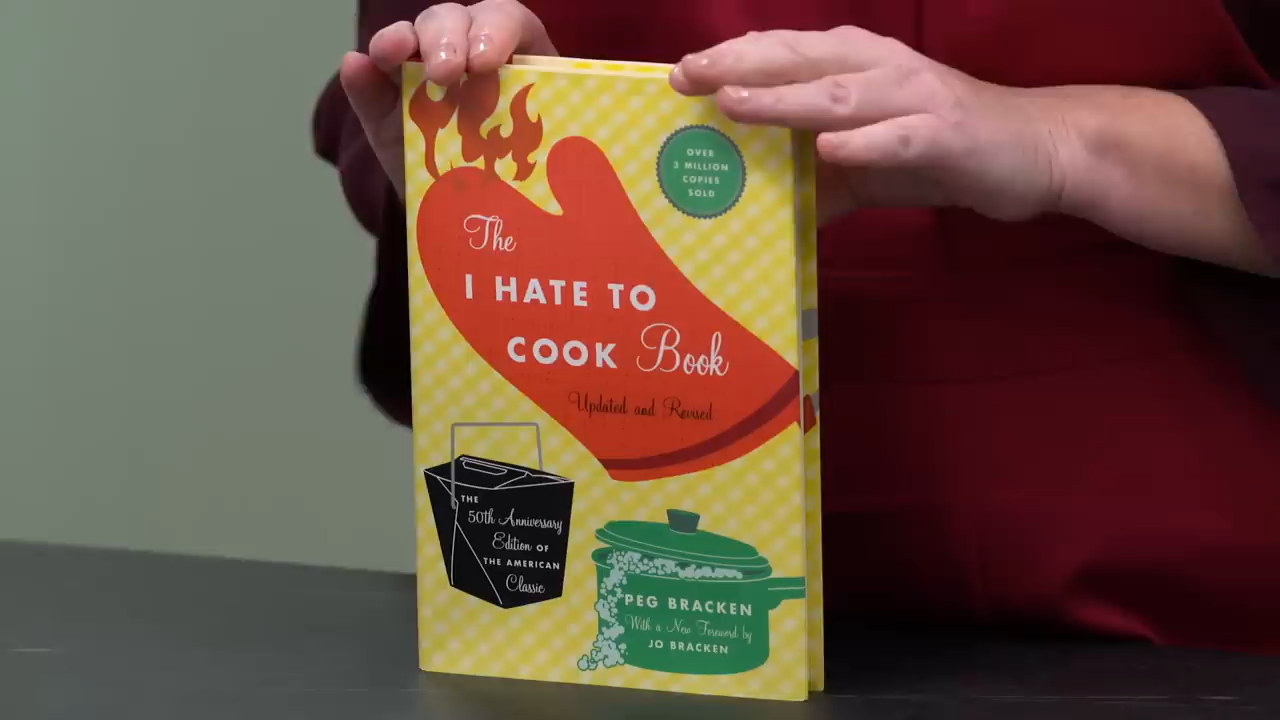 OVER
3 MILLION
COPIES
SOLD
The
I HATE TO
COOK Book
Updated and Revised
THE
50th Anniversary
Edition OF
THE AMERICAN
Classic
PEG BRACKEN
With a New Foreword by
JO BRACKEN